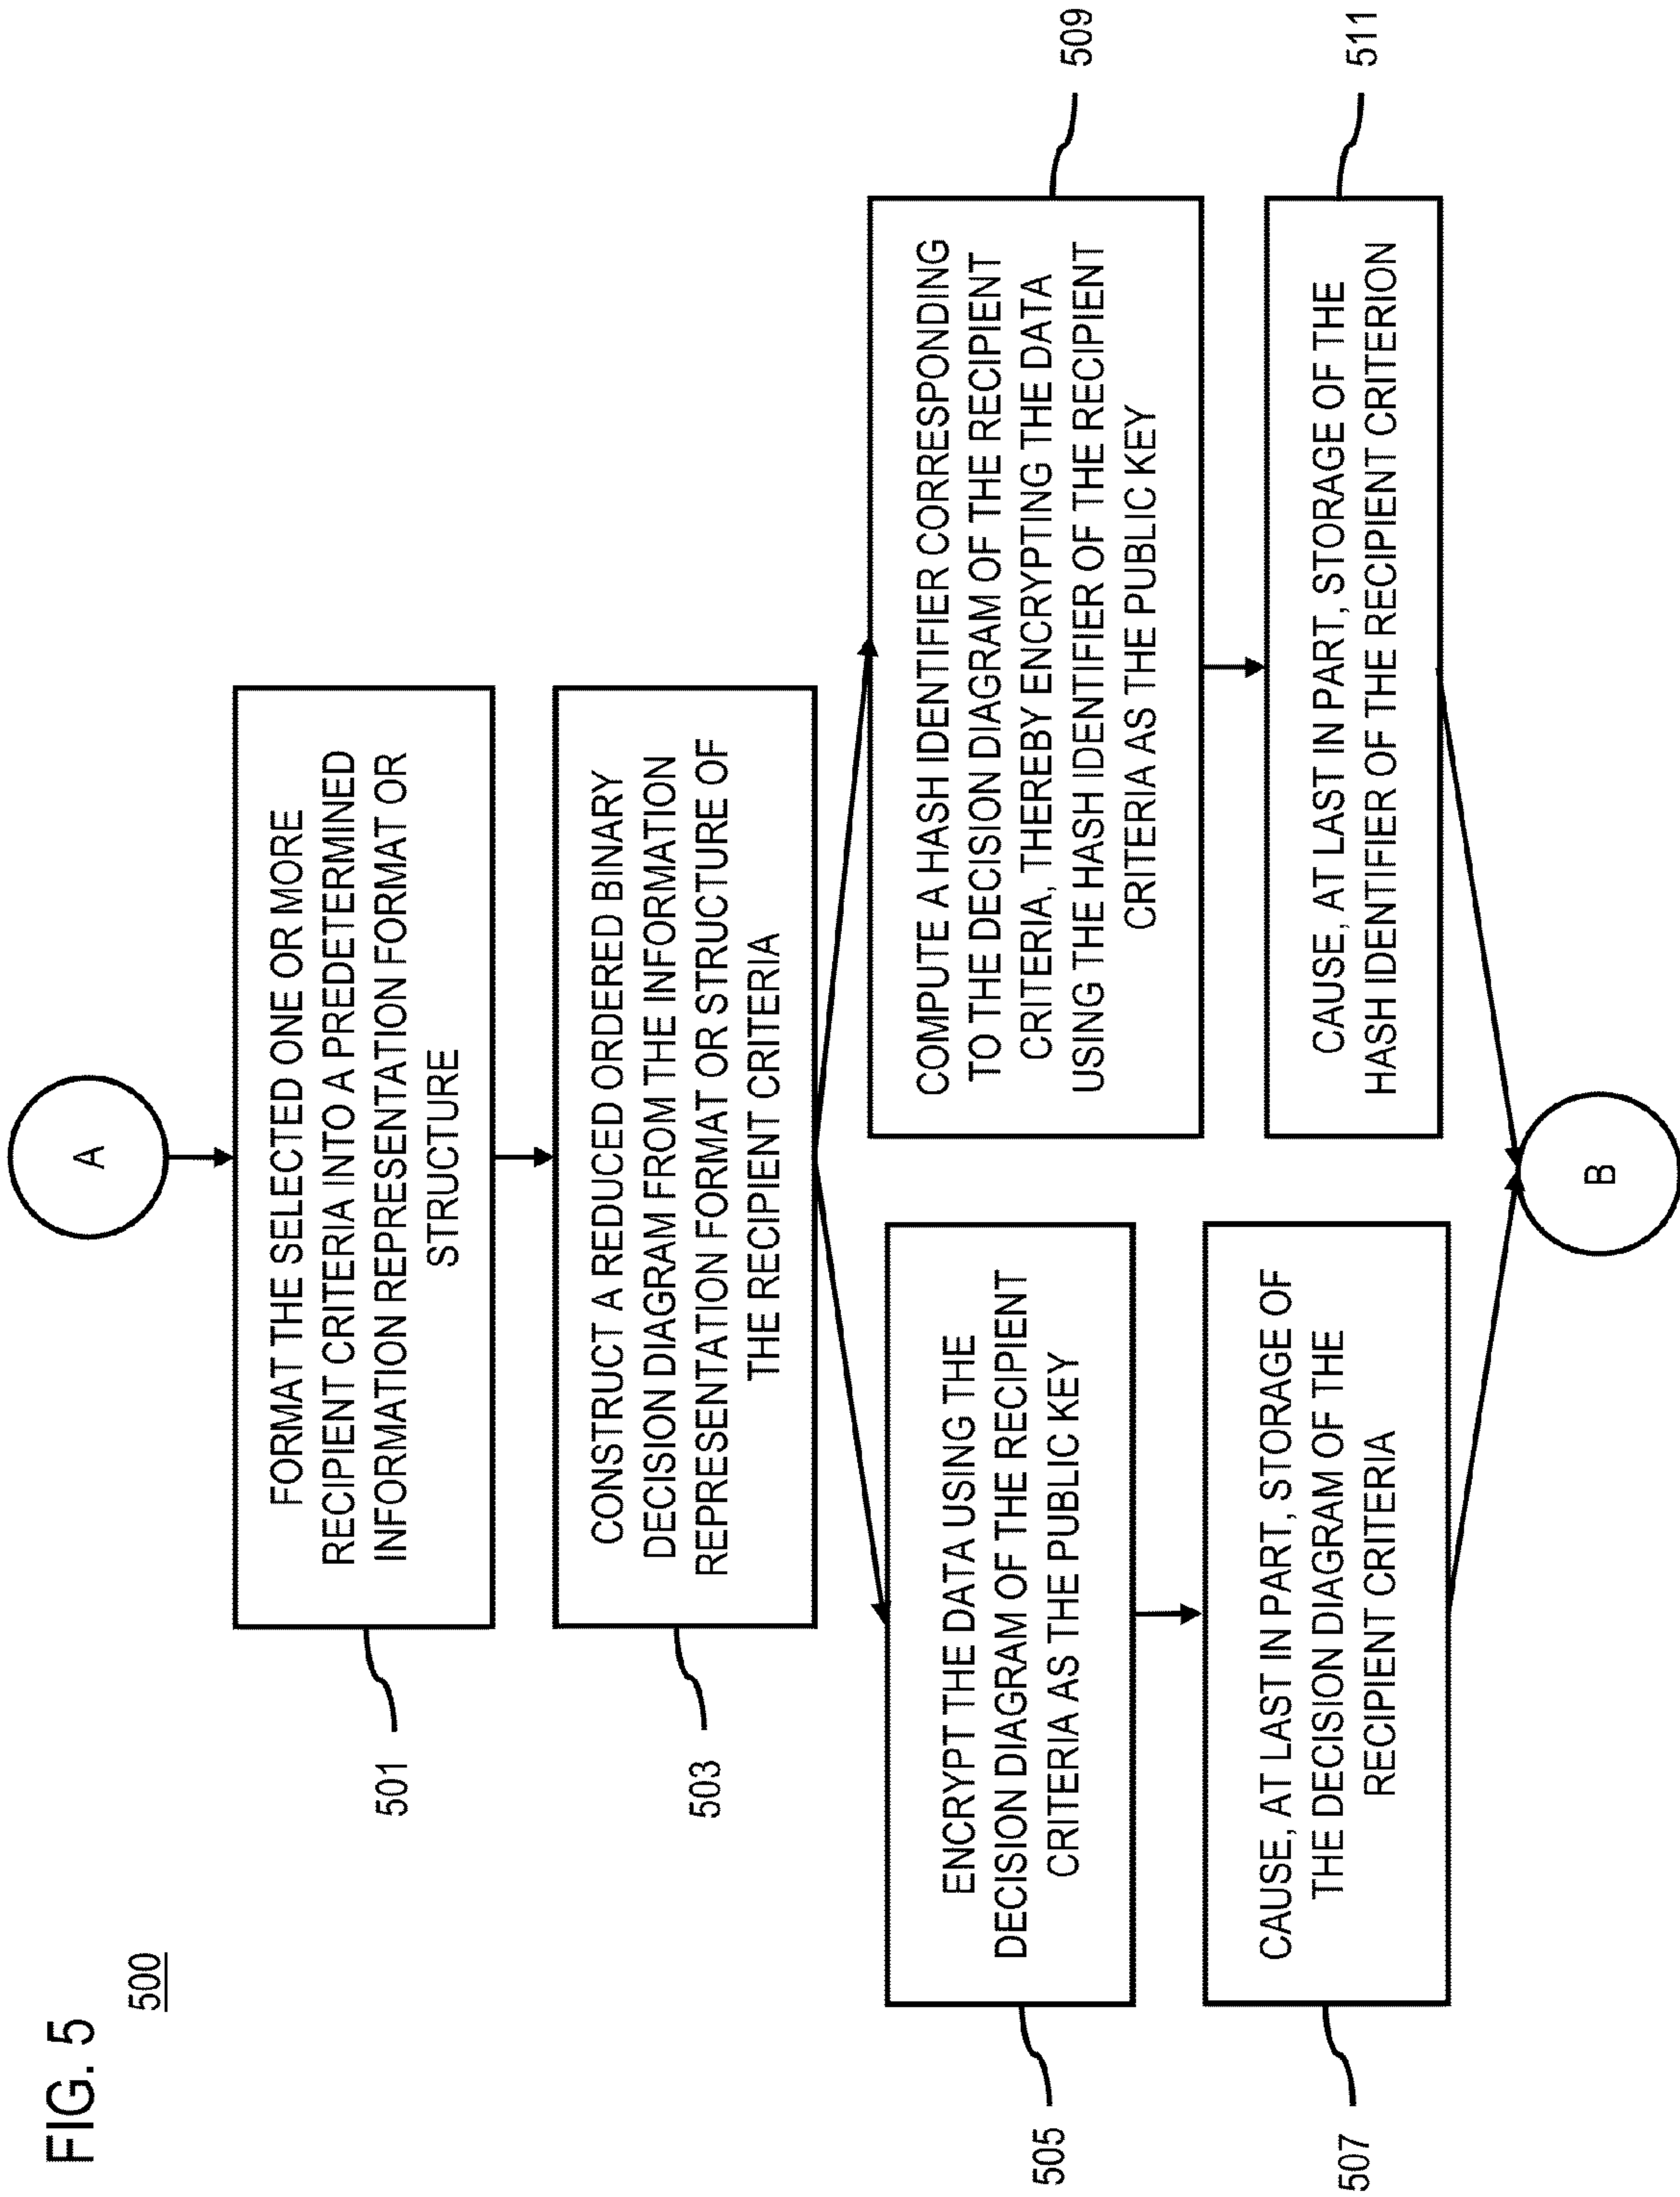 FIG. 5
500
A
FORMAT THE SELECTED ONE OR MORE
RECIPIENT CRITERIA INTO A PREDETERMINED
INFORMATION REPRESENTATION FORMAT OR
STRUCTURE
501
CONSTRUCT A REDUCED ORDERED BINARY
DECISION DIAGRAM FROM THE INFORMATION
REPRESENTATION FORMAT OR STRUCTURE OF
THE RECIPIENT CRITERIA
503
ENCRYPT THE DATA USING THE
DECISION DIAGRAM OF THE RECIPIENT
CRITERIA AS THE PUBLIC KEY
505
CAUSE, AT LAST IN PART, STORAGE OF
THE DECISION DIAGRAM OF THE
RECIPIENT CRITERIA
507
COMPUTE A HASH IDENTIFIER CORRESPONDING
TO THE DECISION DIAGRAM OF THE RECIPIENT
CRITERIA, THEREBY ENCRYPTING THE DATA
USING THE HASH IDENTIFIER OF THE RECIPIENT
CRITERIA AS THE PUBLIC KEY
509
CAUSE, AT LAST IN PART, STORAGE OF THE
HASH IDENTIFIER OF THE RECIPIENT CRITERION
511
B